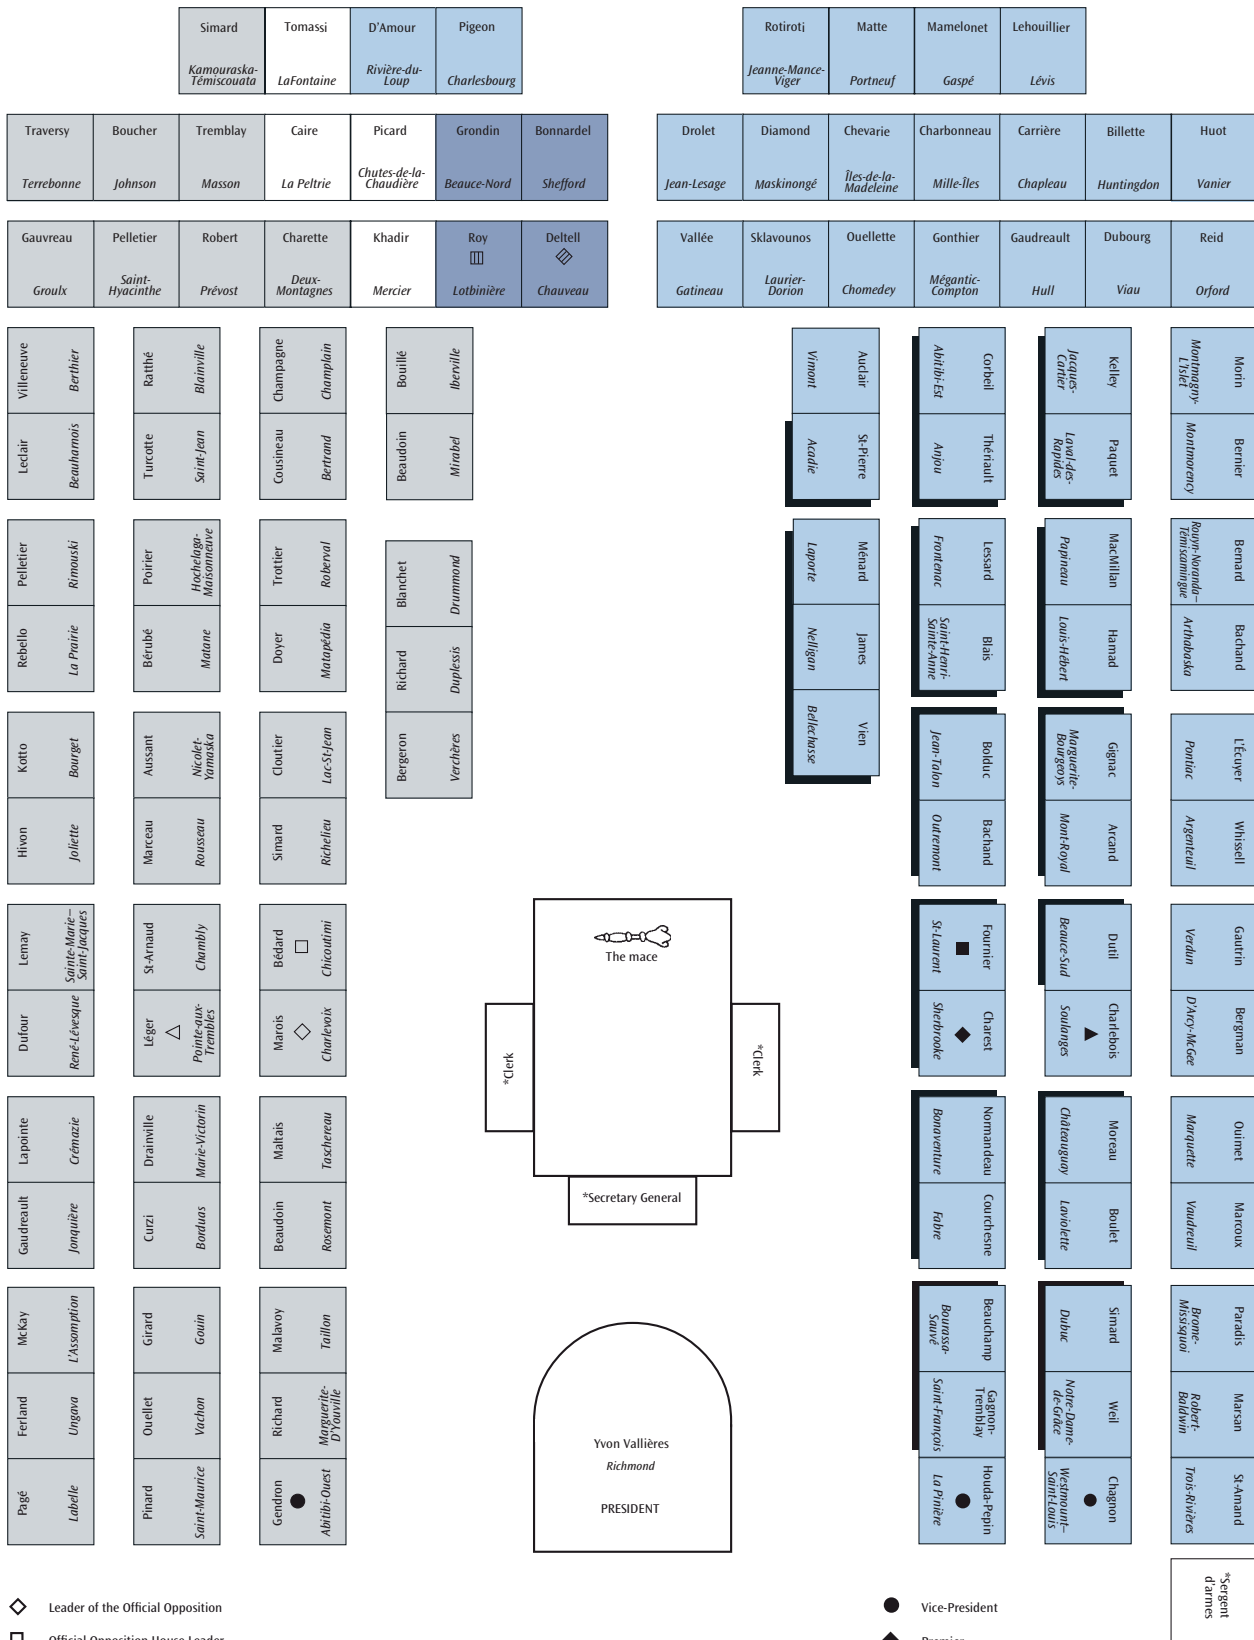 Simard
Kamouraska-
Témiscouata
Tomassi
LaFontaine
D'Amour
Rivière-du-
Loup
Pigeon
Charlesbourg
Rotiroti
Jeanne-Mance-
Viger
Matte
Portneuf
Mamelonet
Gaspé
Lehouillier
Lévis
Traversy
Terrebonne
Boucher
Johnson
Tremblay
Masson
Caire
La Peltrie
Picard
Chutes-de-la-
Chaudière
Grondin
Beauce-Nord
Bonnardel
Shefford
Drolet
Jean-Lesage
Diamond
Maskinongé
Chevarie
Îles-de-la-
Madeleine
Charbonneau
Mille-Îles
Carrière
Chapleau
Billette
Huntingdon
Huot
Vanier
Gauvreau
Groulx
Pelletier
Saint-
Hyacinthe
Robert
Prévost
Charette
Deux-
Montagnes
Khadir
Mercier
Roy
Lotbinière
Deltell
Chauveau
Vallée
Gatineau
Sklavounos
Laurier-
Dorion
Ouellette
Chomedey
Gonthier
Mégantic-
Compton
Gaudreault
Hull
Dubourg
Viau
Reid
Orford
Villeneuve
Berthier
Ratthé
Blainville
Champagne
Champlain
Bouillé
Iberville
Auclair
Vimont
Corbeil
Abitibi-Est
Kelley
Jacques-
Cartier
Morin
Montmagny-
L'Islet
Leclair
Beauharnois
Turcotte
Saint-Jean
Cousineau
Bertrand
Beaudoin
Mirabel
St-Pierre
Acadie
Thériault
Anjou
Paquet
Laval-des-
Rapides
Bernier
Montmorency
Pelletier
Rimouski
Poirier
Hochelaga-
Maisonneuve
Trottier
Roberval
Blanchet
Drummond
Ménard
Laporte
Lessard
Frontenac
MacMillan
Papineau
Bernard
Rouyn-Noranda–
Témiscamingue
Rebello
La Prairie
Bérubé
Matane
Doyer
Matapédia
Richard
Duplessis
James
Nelligan
Blais
Saint-Henri-
Sainte-Anne
Hamad
Louis-Hébert
Bachand
Arthabaska
Kotto
Bourget
Aussant
Nicolet-
Yamaska
Cloutier
Lac-St-Jean
Bergeron
Verchères
Vien
Bellechasse
Bolduc
Jean-Talon
Gignac
Marguerite-
Bourgeoys
L'Écuyer
Pontiac
Hivon
Joliette
Marceau
Rousseau
Simard
Richelieu
Bachand
Outremont
Arcand
Mont-Royal
Whissell
Argenteuil
Lemay
Sainte-Marie–
Saint-Jacques
St-Arnaud
Chambly
Bédard
Chicoutimi
The mace
Fournier
St-Laurent
Dutil
Beauce-Sud
Gautrin
Verdun
Dufour
René-Lévesque
Léger
Pointe-aux-
Trembles
Marois
Charlevoix
*Clerk
*Clerk
Charest
Sherbrooke
Charlebois
Soulanges
Bergman
D'Arcy-McGee
Lapointe
Crémazie
Drainville
Marie-Victorin
Maltais
Taschereau
Normandeau
Bonaventure
Moreau
Châteauguay
Ouimet
Marquette
Gaudreault
Jonquière
Curzi
Borduas
Beaudoin
Rosemont
*Secretary General
Courchesne
Fabre
Boulet
Laviolette
Marcoux
Vaudreuil
McKay
L'Assomption
Girard
Gouin
Malavoy
Taillon
Beauchamp
Bourassa-
Sauvé
Simard
Dubuc
Paradis
Brome-
Missisquoi
Ferland
Ungava
Ouellet
Vachon
Richard
Marguerite-
D'Youville
Yvon Vallières
Richmond
PRESIDENT
Gagnon-
Tremblay
Saint-François
Weil
Notre-Dame-
de-Grâce
Marsan
Robert-
Baldwin
Pagé
Labelle
Pinard
Saint-Maurice
Gendron
Abitibi-Ouest
Houda-Pepin
La Pinière
Chagnon
Westmount–
Saint-Louis
St-Amand
Trois-Rivières
*Sergent
d'armes
Leader of the Official Opposition
Vice-President
Official Opposition House Leader
Premier